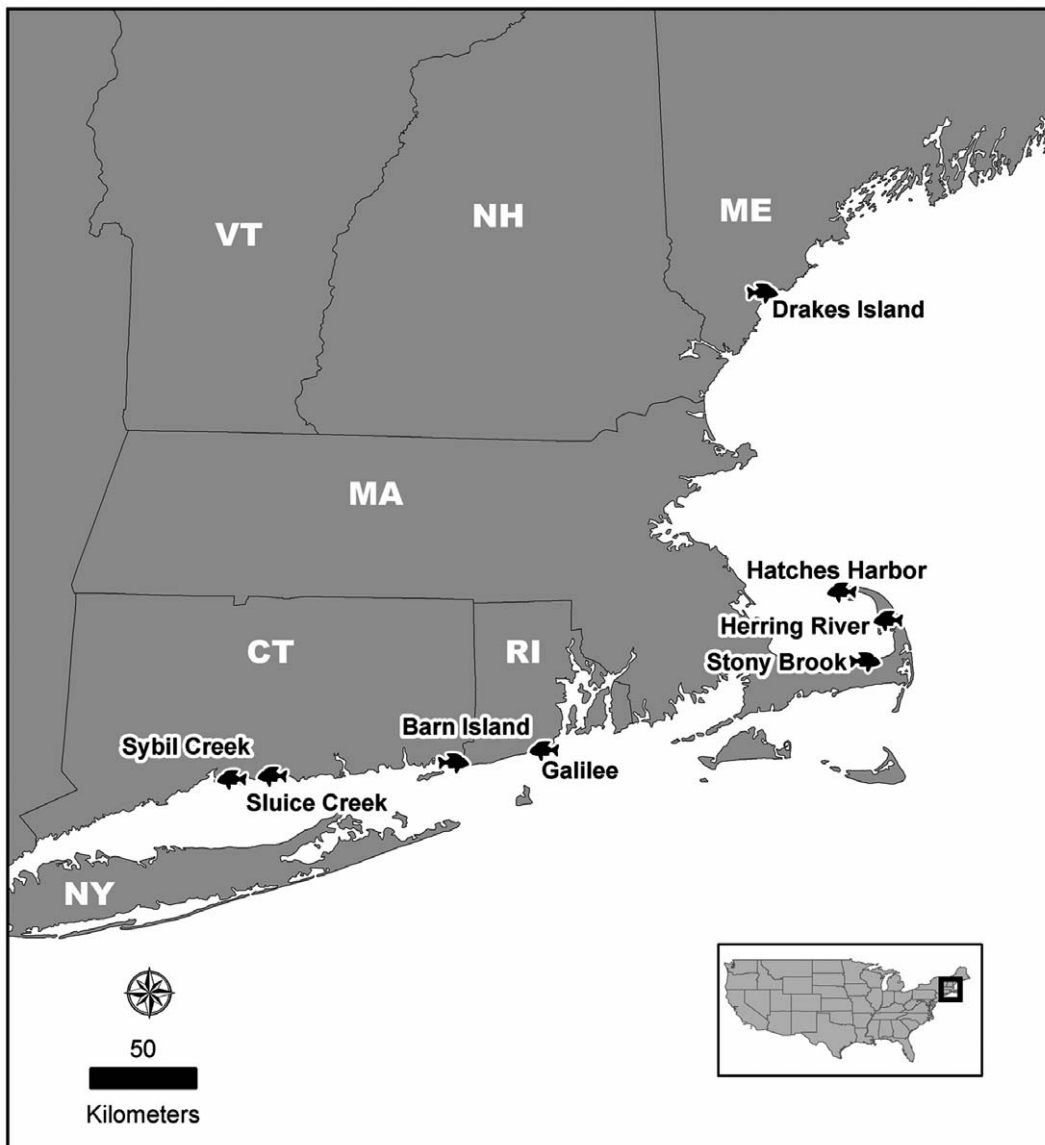 VT
NH
ME
Drakes Island
MA
Hatches Harbor
Herring River
Stony Brook
CT
RI
Barn Island
Galilee
Sybil Creek
Sluice Creek
NY
50
Kilometers